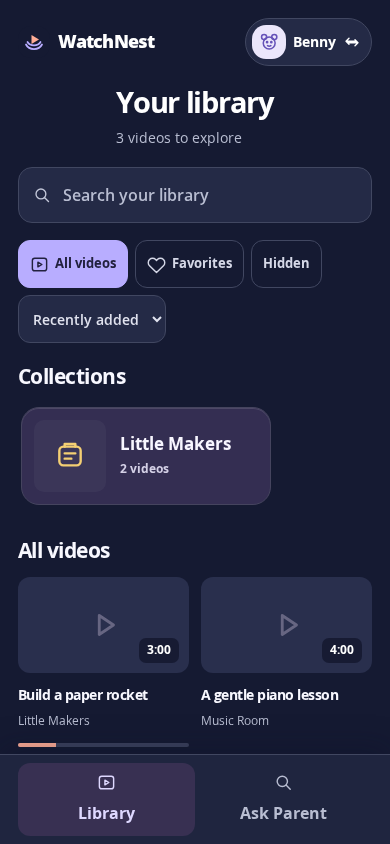 WatchNest
Benny
Your library
3 videos to explore
Search your library
All videos
Favorites
Hidden
Recently added
Collections
Little Makers
2 videos
All videos
3:00
4:00
Build a paper rocket
A gentle piano lesson
Little Makers
Music Room
Library
Ask Parent